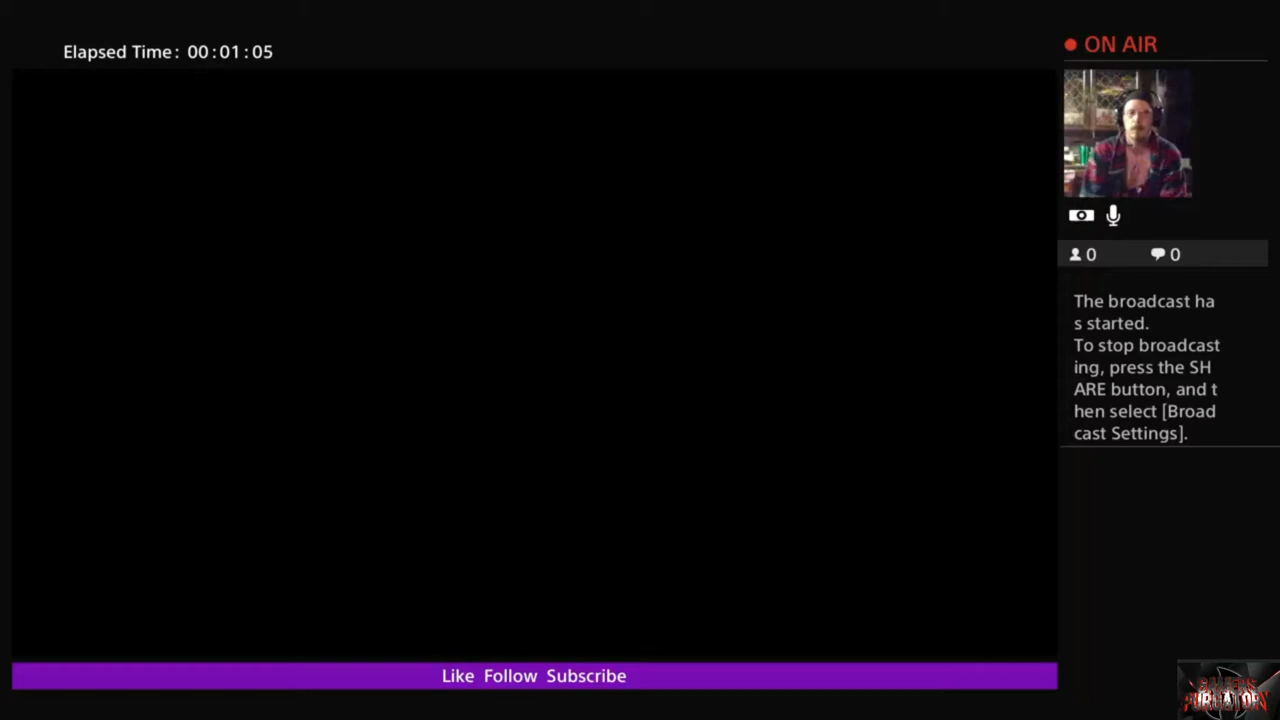 Elapsed Time: 00:01:05
ON AIR
0 0
The broadcast ha
s started.
To stop broadcast
ing, press the SH
ARE button, and t
hen select [Broad
cast Settings].
Like Follow Subscribe
PURGATORY